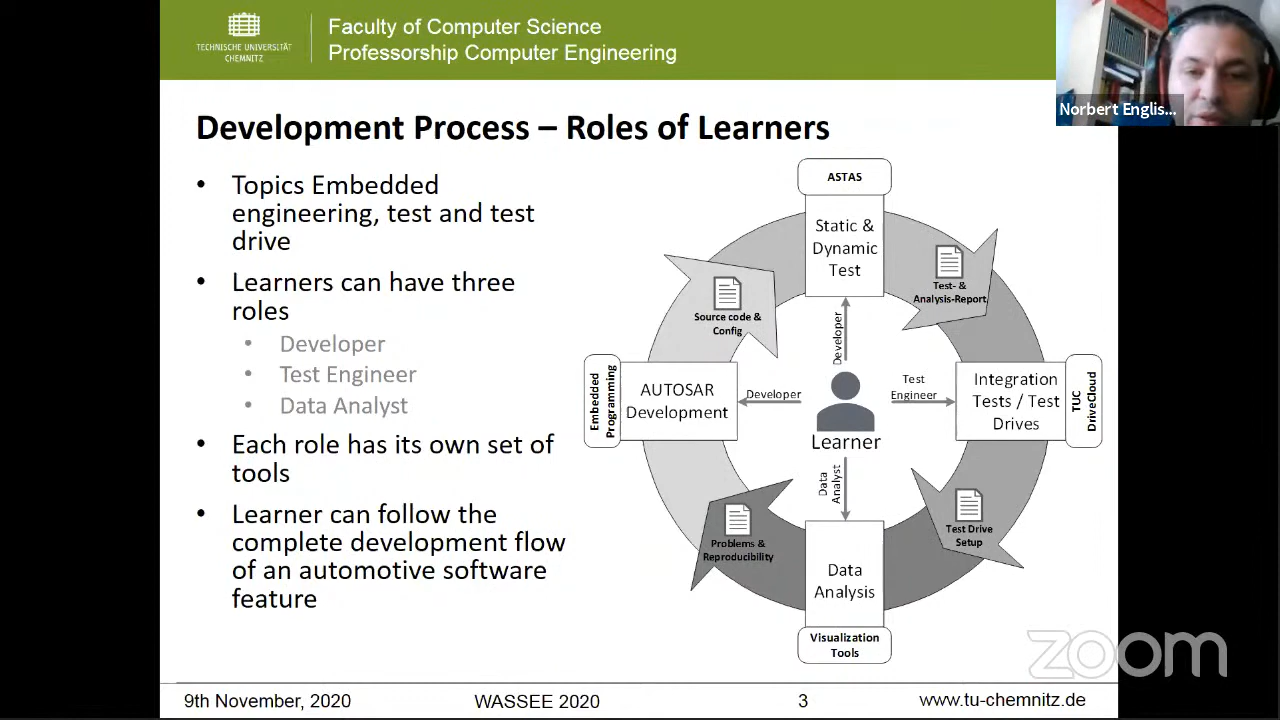 TECHNISCHE UNIVERSITÄT
CHEMNITZ
Faculty of Computer Science
Professorship Computer Engineering
Norbert Englis...
Development Process – Roles of Learners
• Topics Embedded
engineering, test and test
drive
• Learners can have three
roles
• Developer
• Test Engineer
• Data Analyst
• Each role has its own set of
tools
• Learner can follow the
complete development flow
of an automotive software
feature
ASTAS
Static &
Dynamic
Test
Test- &
Analysis-Report
Source code &
Config
Developer
Embedded
Programming
AUTOSAR
Development
Developer
Learner
Test
Engineer
Integration
Tests / Test
Drives
TUC
DriveCloud
Data
Analyst
Problems &
Reproducibility
Test Drive
Setup
Data
Analysis
Visualization
Tools
zoom
9th November, 2020
WASSEE 2020
3
www.tu-chemnitz.de